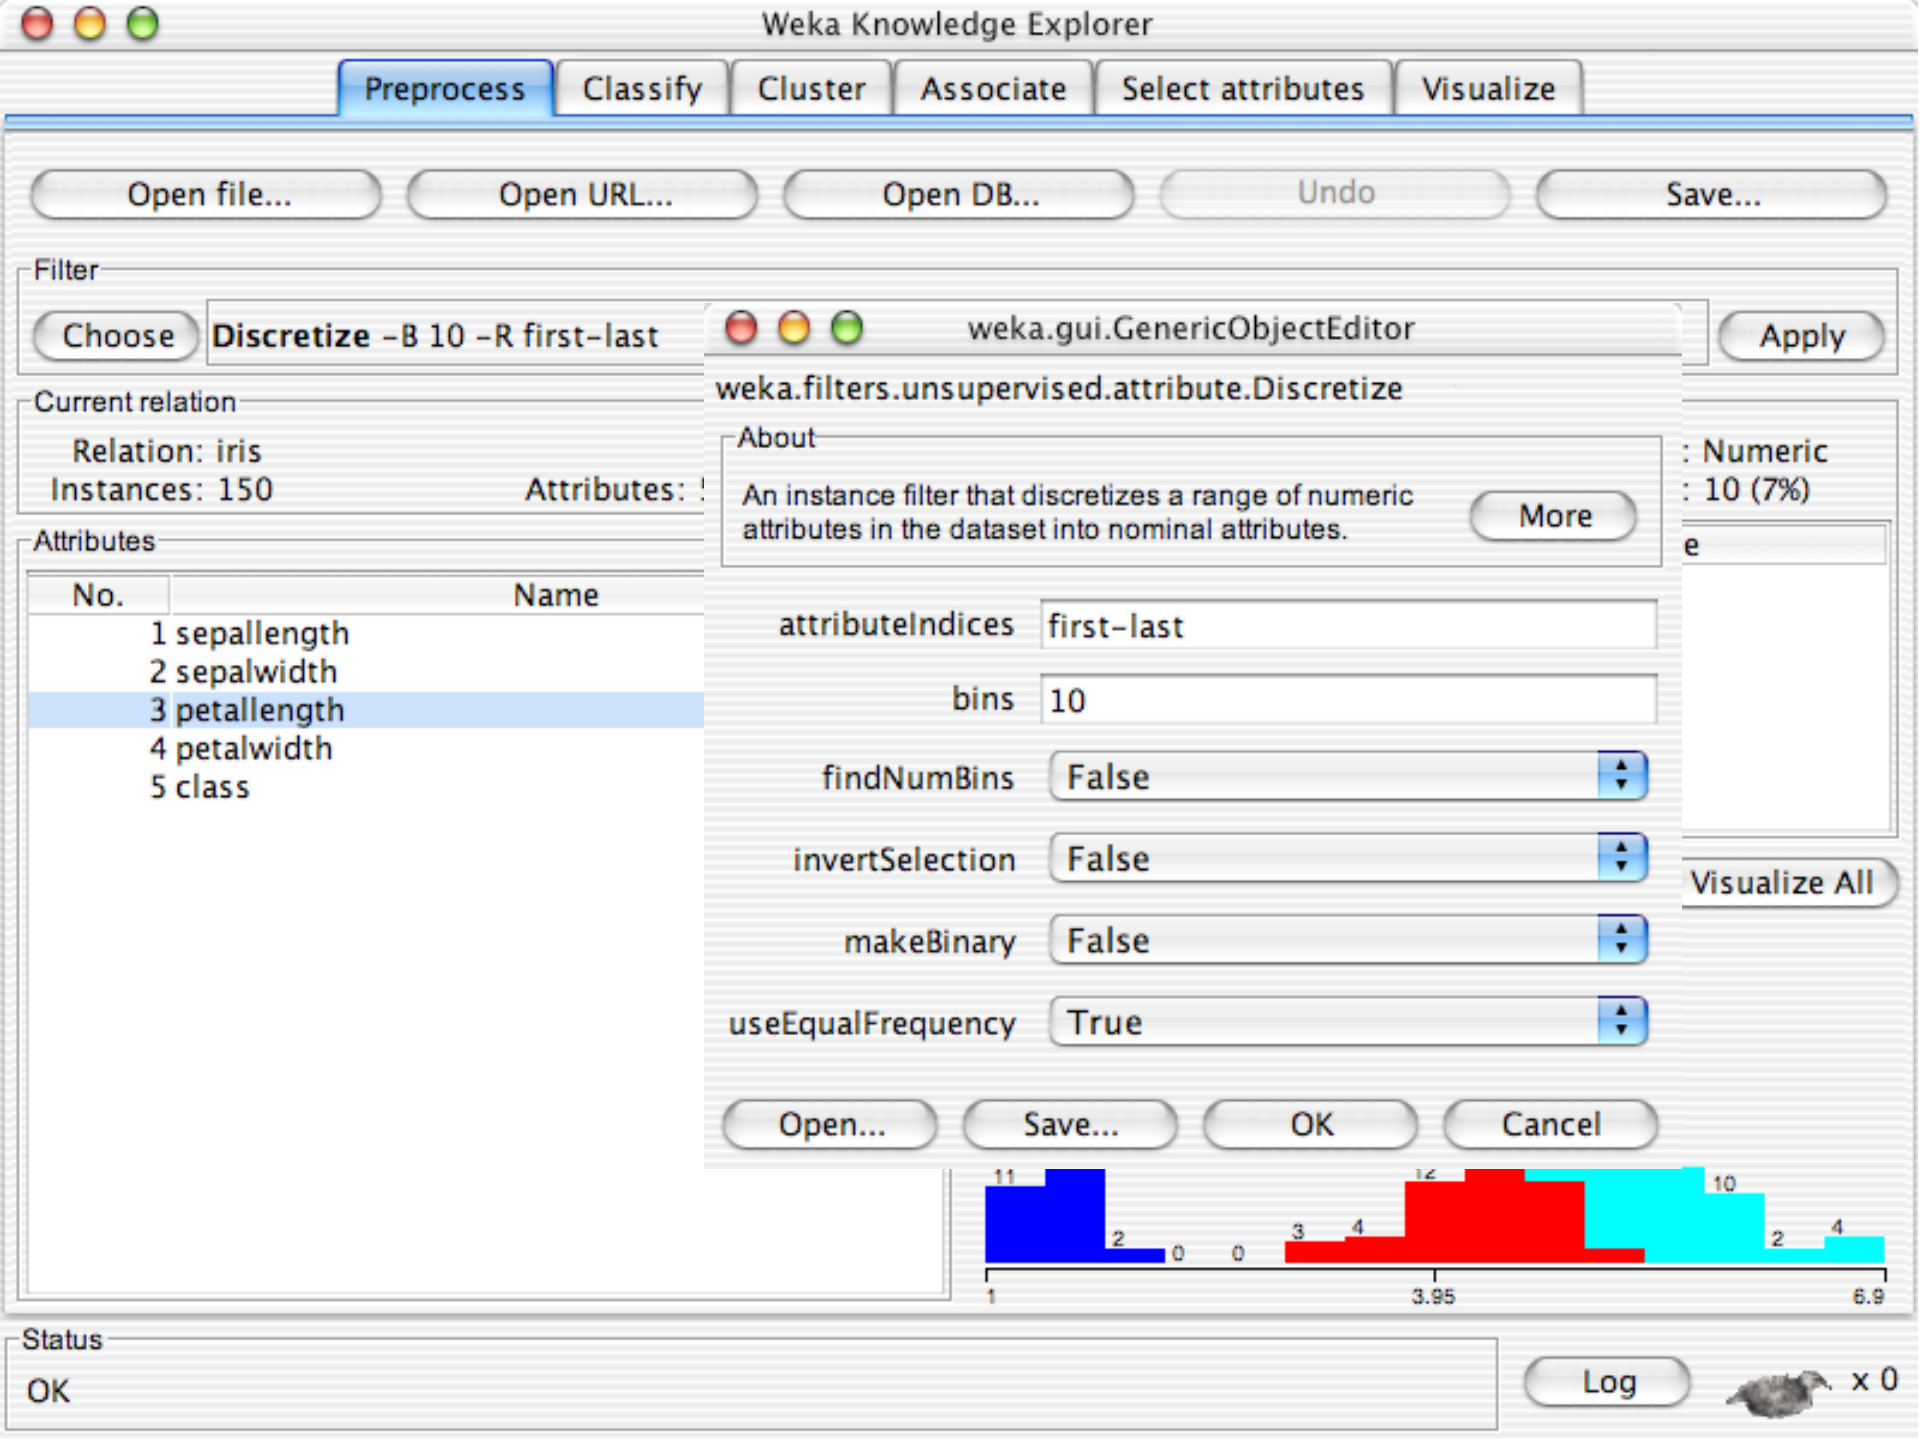 Weka Knowledge Explorer
Preprocess Classify Cluster Associate Select attributes Visualize
Open file... Open URL... Open DB... Undo Save...
Filter
Choose Discretize -B 10 -R first-last Apply
weka.gui.GenericObjectEditor
weka.filters.unsupervised.attribute.Discretize
About
An instance filter that discretizes a range of numeric
attributes in the dataset into nominal attributes.
More
attributeIndices first-last
bins 10
findNumBins False
invertSelection False
makeBinary False
useEqualFrequency True
Open... Save... OK Cancel
Current relation
Relation: iris
Instances: 150 Attributes:
: Numeric
: 10 (7%)
e
Attributes
No. Name
1 sepallength
2 sepalwidth
3 petallength
4 petalwidth
5 class
Visualize All
11 2 0 0 3 4 12 10 2 4
1 3.95 6.9
Status
OK
Log x 0